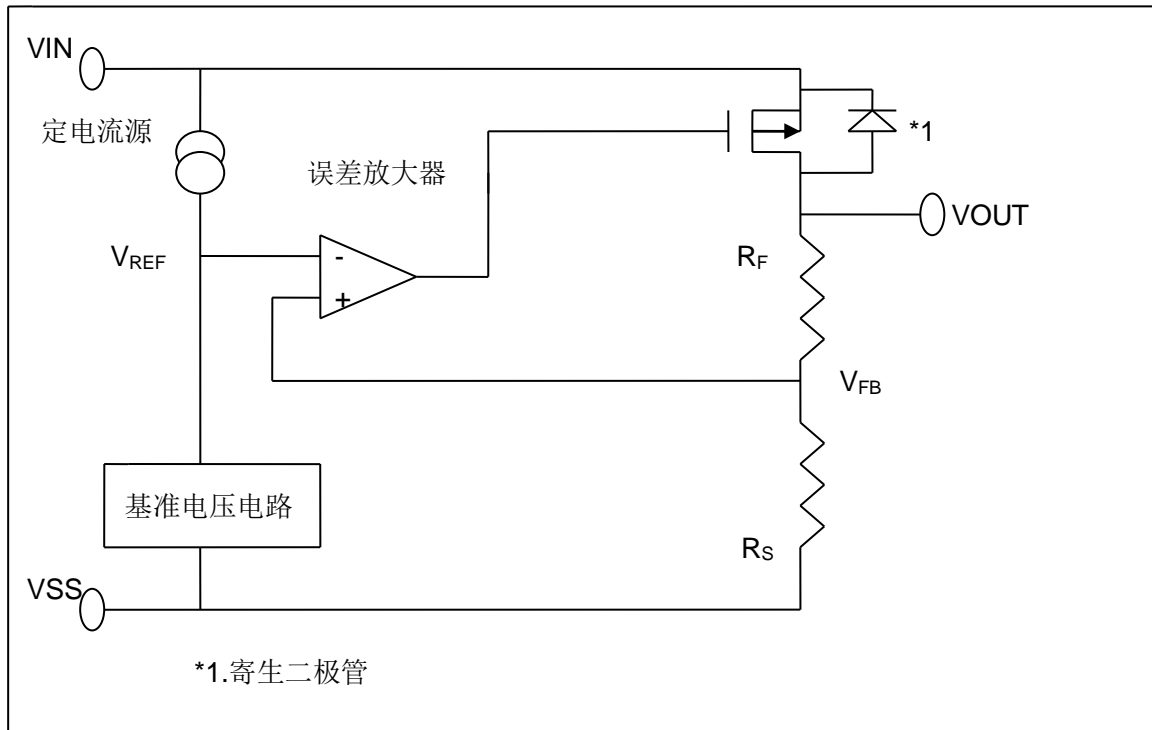 VIN
定电流源
*1
误差放大器
VOUT
VREF
-
RF
+
VFB
基准电压电路
RS
VSS
*1.寄生二极管